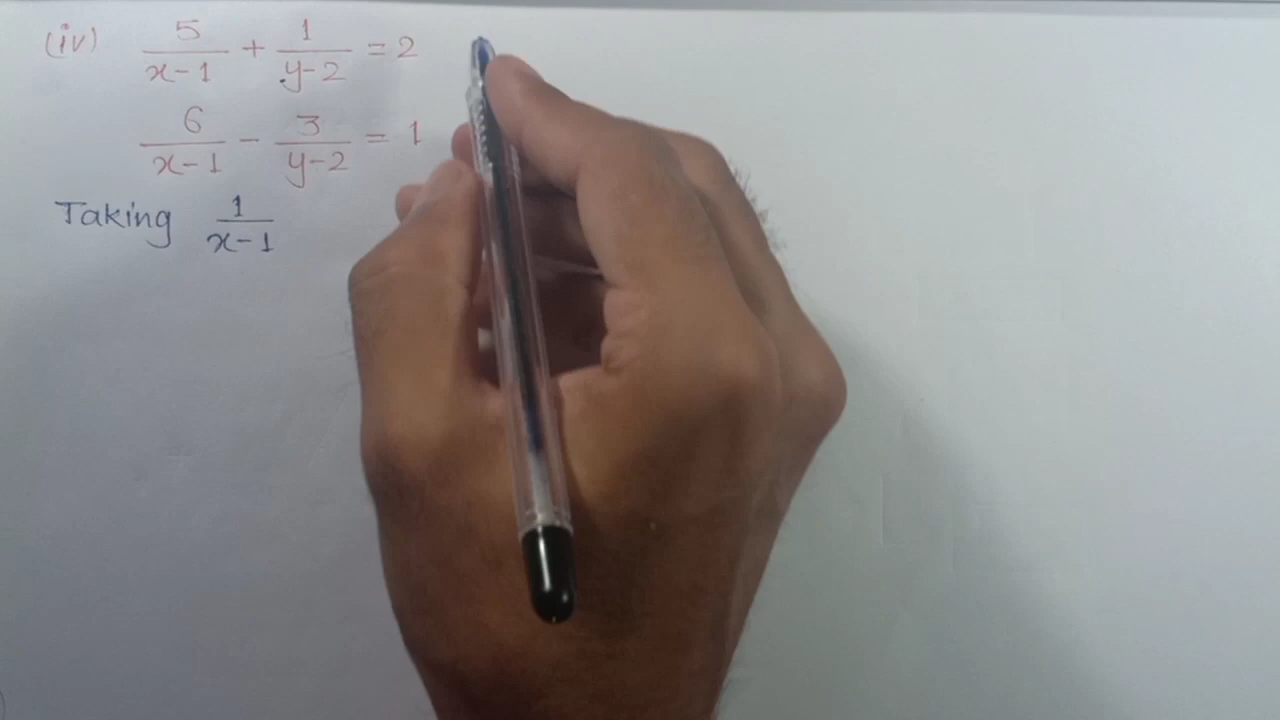 (iv) 5/(x-1) + 1/(y-2) = 2
6/(x-1) - 3/(y-2) = 1
Taking 1/(x-1)